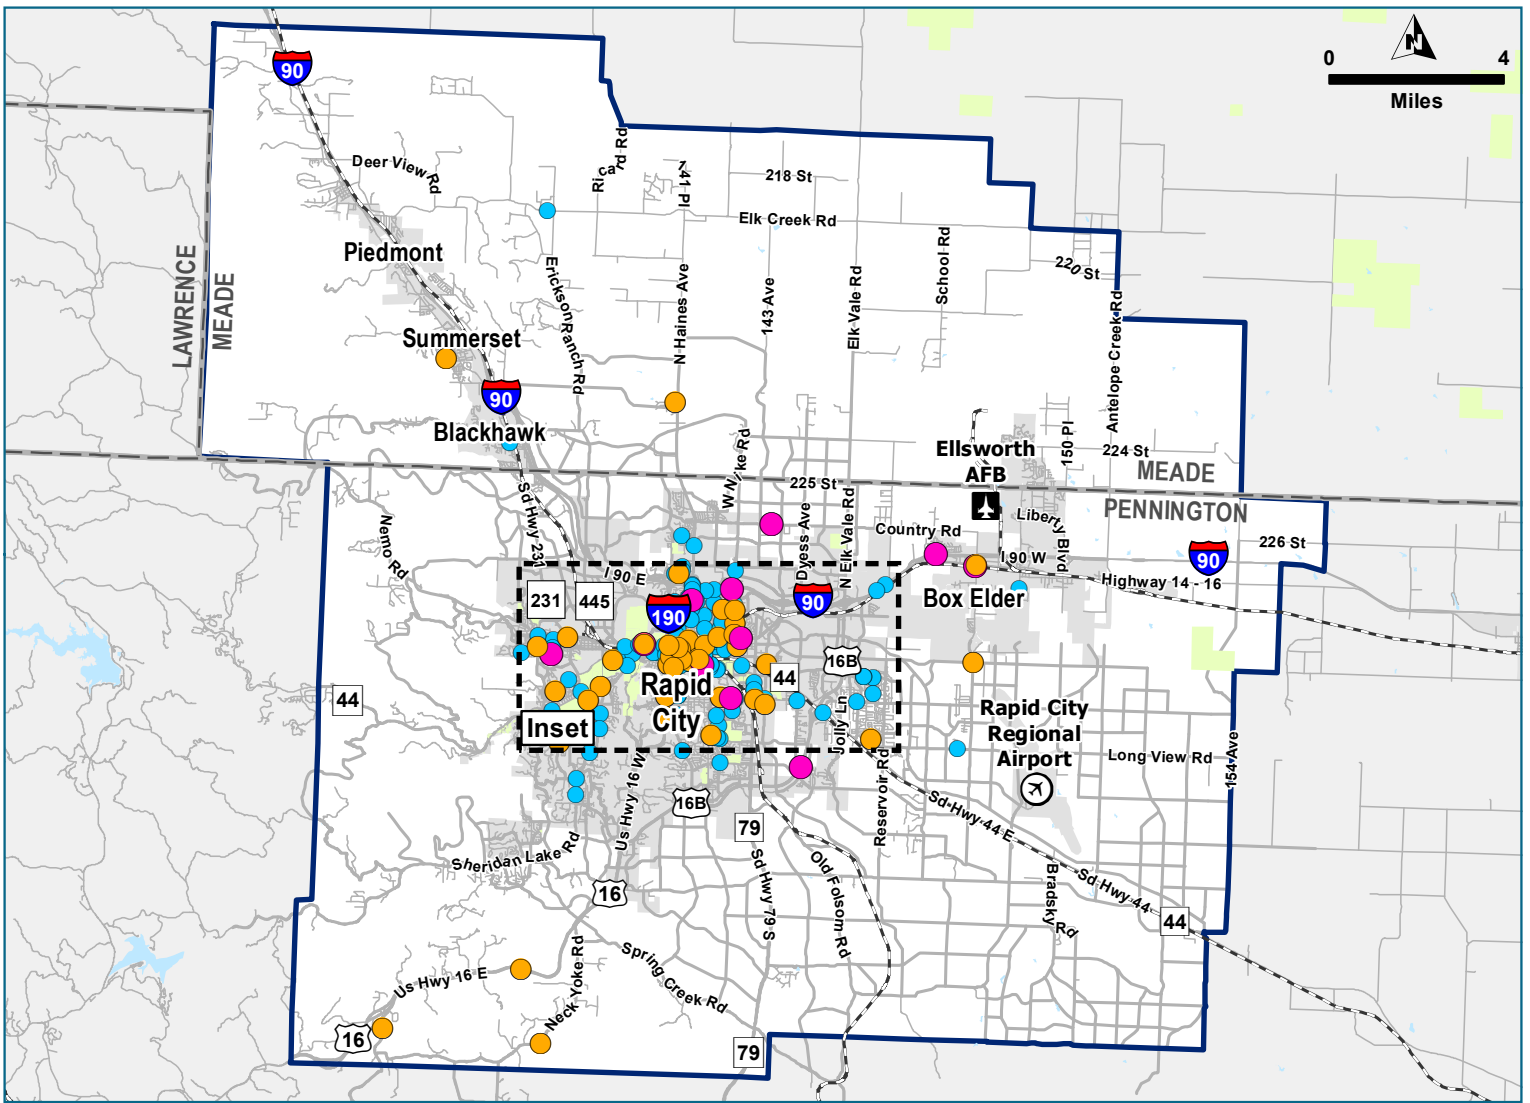 N
0 4
Miles
90
Deer View Rd
Ricard Rd
141 Pl
218 St
Elk Creek Rd
Piedmont
LAWRENCE
MEADE
Erickson Ranch Rd
N Haines Ave
143 Ave
Elk Vale Rd
School Rd
220 St
Antelope Creek Rd
Summerset
90
Blackhawk
W Nike Rd
Ellsworth
AFB
150 Pl
224 St
MEADE
225 St
PENNINGTON
Sd Hwy 231
Nemo Rd
Dyess Ave
N Elk Vale Rd
Country Rd
Liberty Blvd
226 St
90
I 90 W
I 90 E
Highway 14 - 16
231
445
190
90
Box Elder
16B
44
44
Rapid
City
Inset
Jolly Ln
Rapid City
Regional
Airport
Long View Rd
154 Ave
Us Hwy 16 W
16B
79
Reservoir Rd
Sd Hwy 44 E
Sheridan Lake Rd
16
Sd Hwy 79 S
Old Folsom Rd
Bradsky Rd
Sd Hwy 44
44
Us Hwy 16 E
Neck Yoke Rd
Spring Creek Rd
16
79